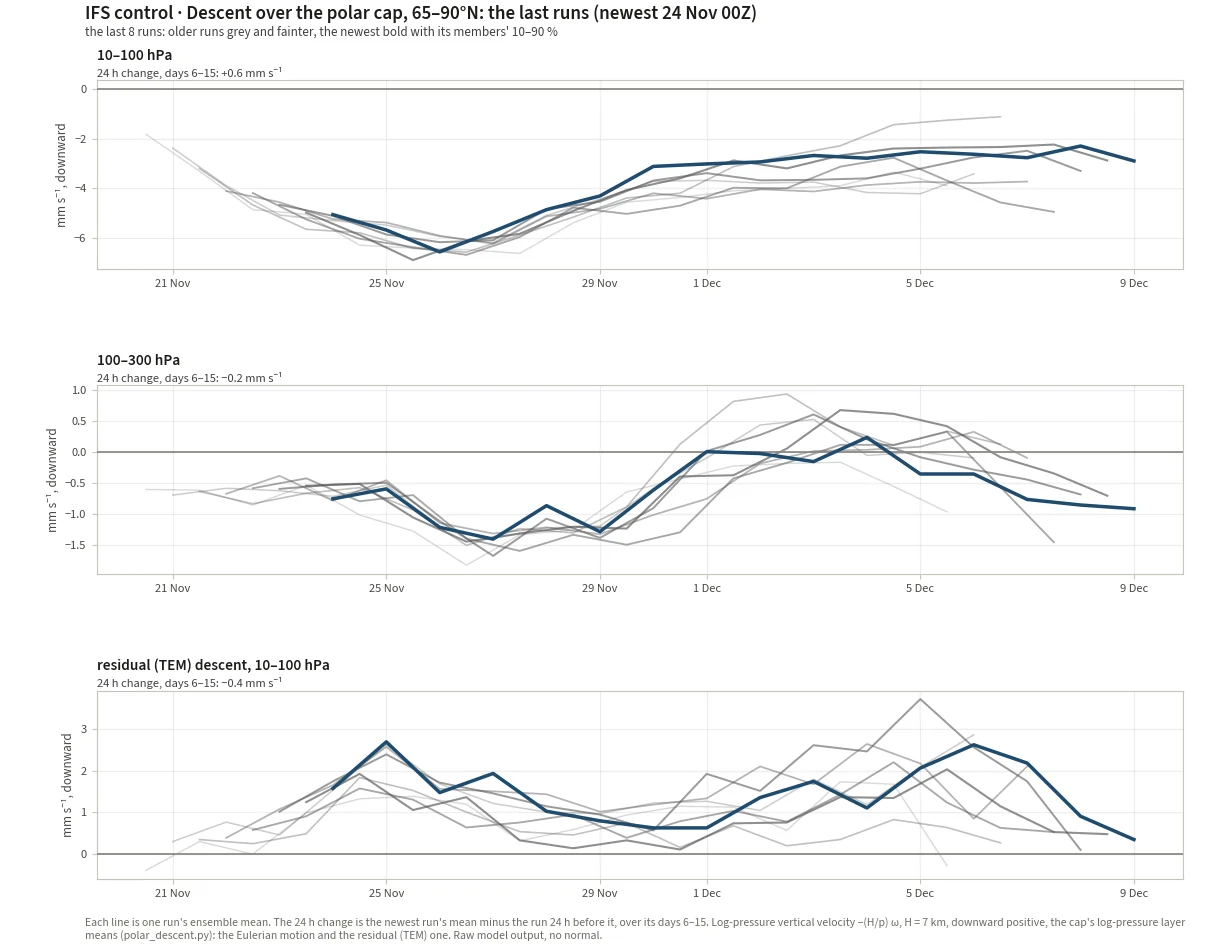 IFS control · Descent over the polar cap, 65–90°N: the last runs (newest 24 Nov 00Z)
the last 8 runs: older runs grey and fainter, the newest bold with its members' 10–90 %
10–100 hPa
24 h change, days 6–15: +0.6 mm s⁻¹
mm s⁻¹, downward
0
−2
−4
−6
21 Nov
25 Nov
29 Nov
1 Dec
5 Dec
9 Dec
100–300 hPa
24 h change, days 6–15: −0.2 mm s⁻¹
mm s⁻¹, downward
1.0
0.5
0.0
−0.5
−1.0
−1.5
21 Nov
25 Nov
29 Nov
1 Dec
5 Dec
9 Dec
residual (TEM) descent, 10–100 hPa
24 h change, days 6–15: −0.4 mm s⁻¹
mm s⁻¹, downward
3
2
1
0
21 Nov
25 Nov
29 Nov
1 Dec
5 Dec
9 Dec
Each line is one run's ensemble mean. The 24 h change is the newest run's mean minus the run 24 h before it, over its days 6–15. Log-pressure vertical velocity −(H/p) ω, H = 7 km, downward positive, the cap's log-pressure layer
means (polar_descent.py): the Eulerian motion and the residual (TEM) one. Raw model output, no normal.